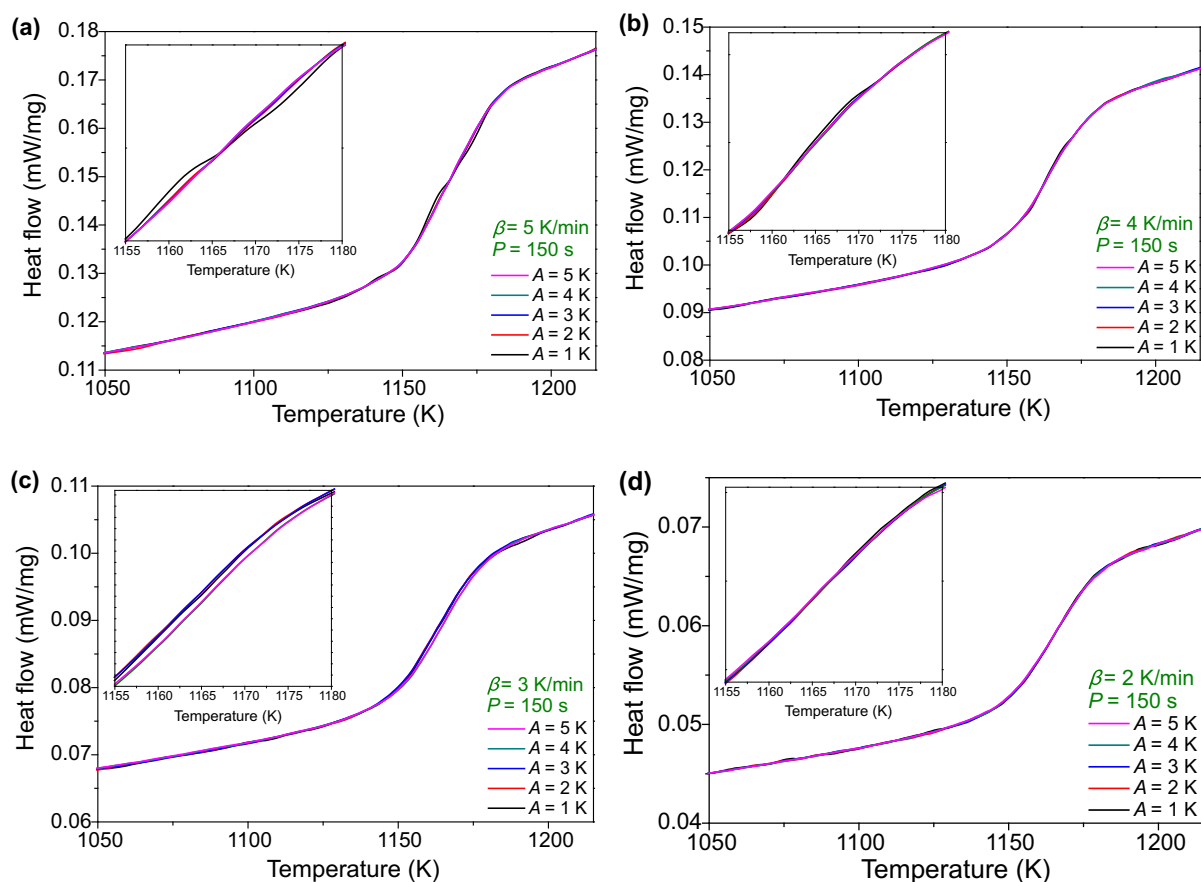 (a)
0.18
0.17
0.16
0.15
0.14
0.13
0.12
0.11
Heat flow (mW/mg)
1155 1160 1165 1170 1175 1180
Temperature (K)
β= 5 K/min
P = 150 s
A = 5 K
A = 4 K
A = 3 K
A = 2 K
A = 1 K
1050 1100 1150 1200
Temperature (K)
(b)
0.15
0.14
0.13
0.12
0.11
0.10
0.09
0.08
Heat flow (mW/mg)
1155 1160 1165 1170 1175 1180
Temperature (K)
β= 4 K/min
P = 150 s
A = 5 K
A = 4 K
A = 3 K
A = 2 K
A = 1 K
1050 1100 1150 1200
Temperature (K)
(c)
0.11
0.10
0.09
0.08
0.07
0.06
Heat flow (mW/mg)
1155 1160 1165 1170 1175 1180
Temperature (K)
β= 3 K/min
P = 150 s
A = 5 K
A = 4 K
A = 3 K
A = 2 K
A = 1 K
1050 1100 1150 1200
Temperature (K)
(d)
0.07
0.06
0.05
0.04
Heat flow (mW/mg)
1155 1160 1165 1170 1175 1180
Temperature (K)
β= 2 K/min
P = 150 s
A = 5 K
A = 4 K
A = 3 K
A = 2 K
A = 1 K
1050 1100 1150 1200
Temperature (K)